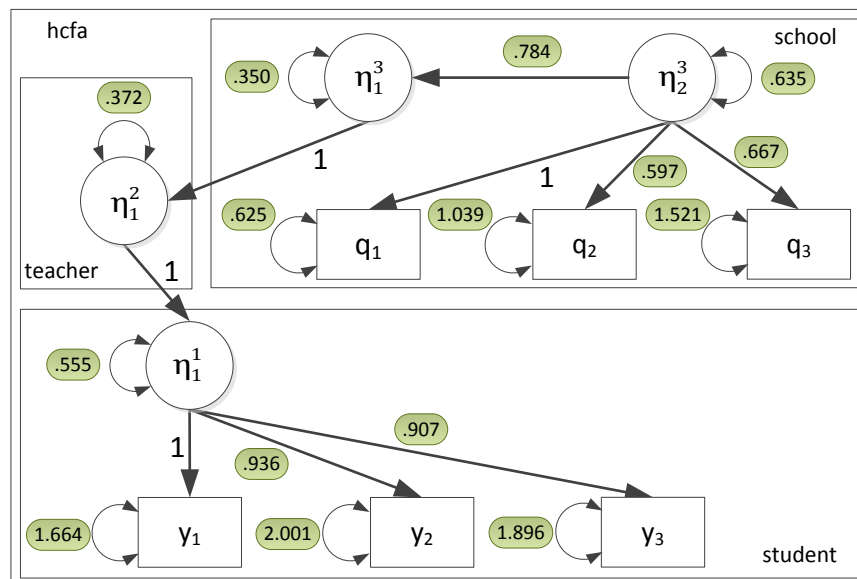 hcfa
school
.784
.350
η₁³
η₂³
.635
.372
.667
1
1
.597
η₁²
.625
1.039
1.521
q₁
q₂
q₃
teacher
1
η₁¹
.555
.907
1
.936
1.664
y₁
2.001
y₂
1.896
y₃
student